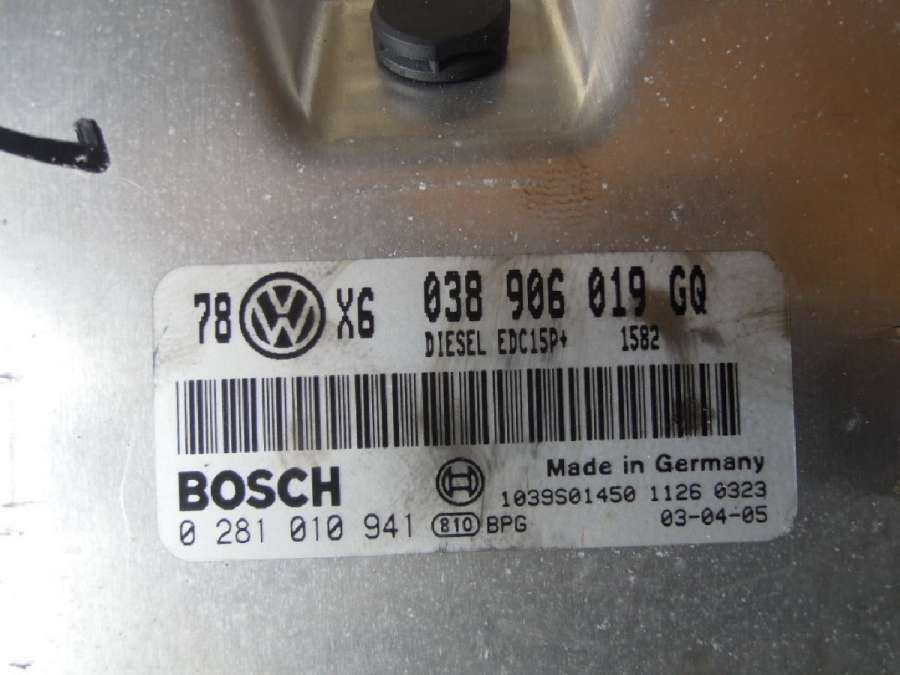 78 VW X6 038 906 019 GQ
DIESEL EDC15P+ 1582
BOSCH Made in Germany
1039S01450 1126 0323
0 281 010 941 810 BPG 03-04-05